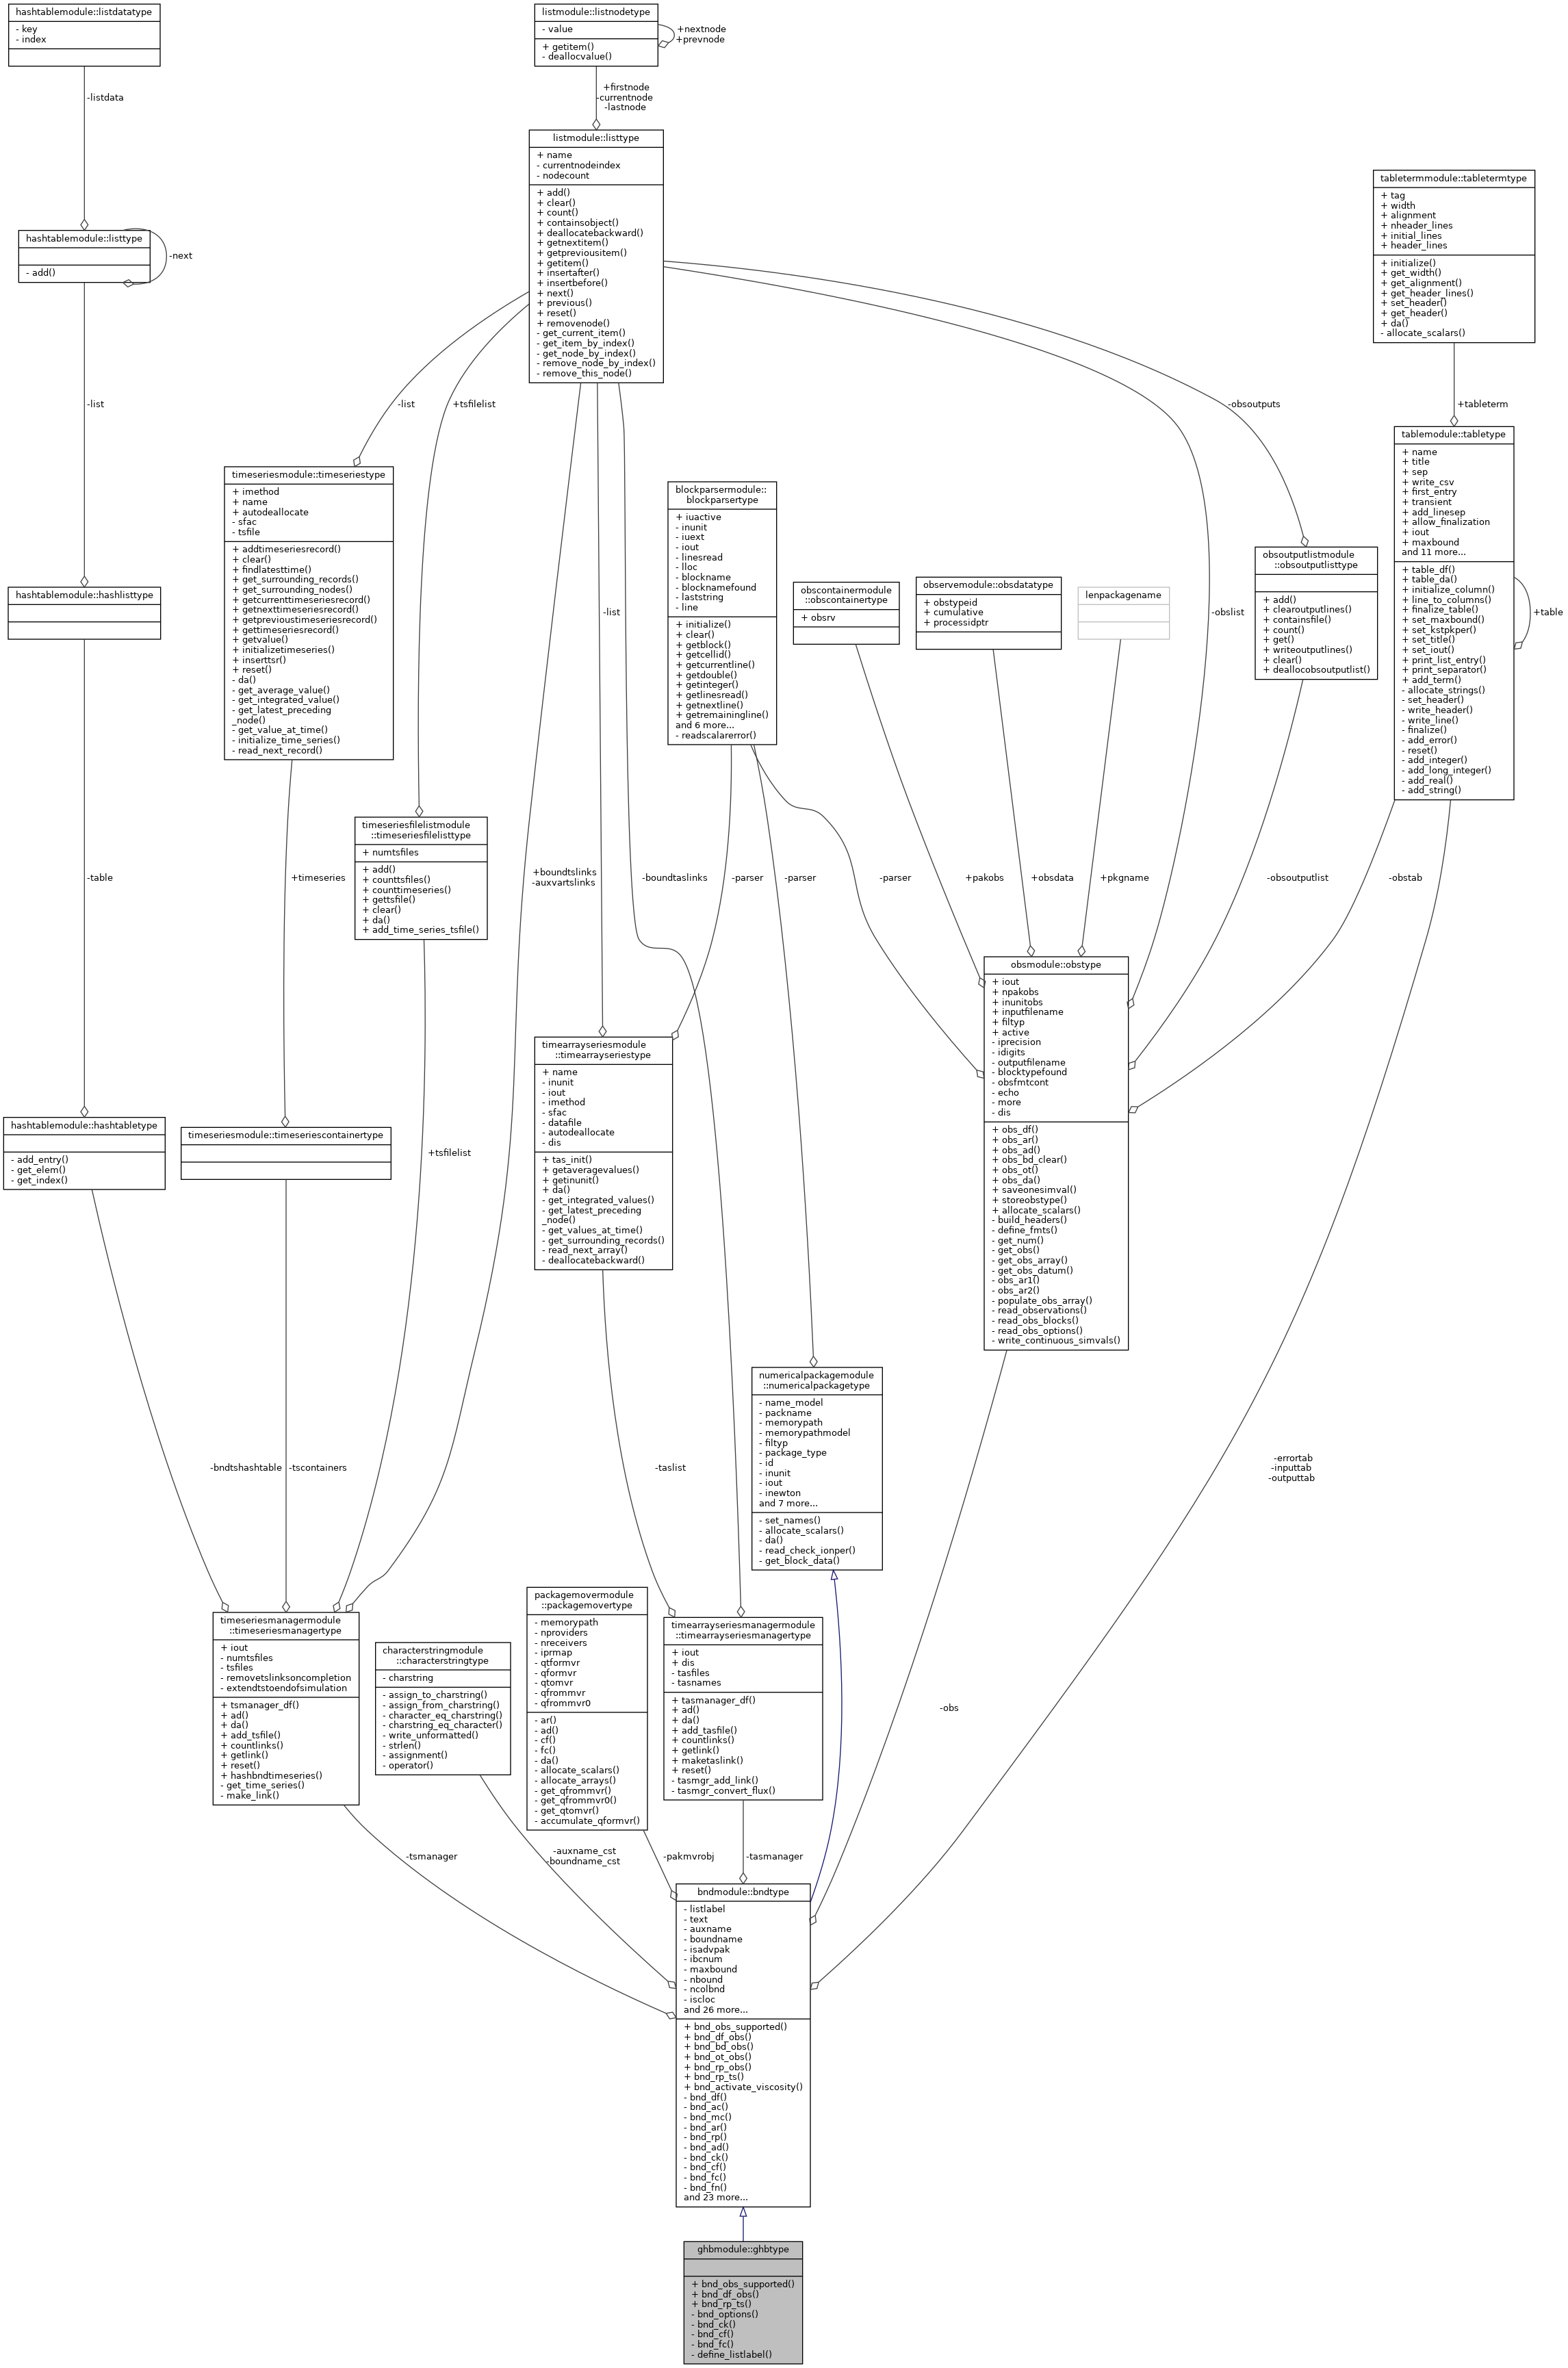 hashtablemodule::listdatatype
- key
- index
-listdata
listmodule::listnodetype
- value
+ getitem()
- deallocvalue()
+nextnode
+prevnode
+firstnode
-currentnode
-lastnode
listmodule::listtype
+ name
- currentnodeindex
- nodecount
+ add()
+ clear()
+ count()
+ containsobject()
+ deallocatebackward()
+ getnextitem()
+ getpreviousitem()
+ getitem()
+ insertafter()
+ insertbefore()
+ next()
+ previous()
+ reset()
+ removenode()
- get_current_item()
- get_item_by_index()
- get_node_by_index()
- remove_node_by_index()
- remove_this_node()
tabletermmodule::tabletermtype
+ tag
+ width
+ alignment
+ nheader_lines
+ initial_lines
+ header_lines
+ initialize()
+ get_width()
+ get_alignment()
+ get_header_lines()
+ set_header()
+ get_header()
+ da()
- allocate_scalars()
hashtablemodule::listtype
- add()
-next
-list
-list
+tsfilelist
-obsoutputs
+tableterm
tablemodule::tabletype
+ name
+ title
+ sep
+ write_csv
+ first_entry
+ transient
+ add_linesep
+ allow_finalization
+ iout
+ maxbound
and 11 more...
+ table_df()
+ table_da()
+ initialize_column()
+ line_to_columns()
+ finalize_table()
+ set_maxbound()
+ set_kstpkper()
+ set_title()
+ set_iout()
+ print_list_entry()
+ print_separator()
+ add_term()
- allocate_strings()
- set_header()
- write_header()
- write_line()
- finalize()
- add_error()
- reset()
- add_integer()
- add_long_integer()
- add_real()
- add_string()
+table
timeseriesmodule::timeseriestype
+ imethod
+ name
+ autodeallocate
- sfac
- tsfile
+ addtimeseriesrecord()
+ clear()
+ findlatesttime()
+ get_surrounding_records()
+ get_surrounding_nodes()
+ getcurrenttimeseriesrecord()
+ getnexttimeseriesrecord()
+ getprevioustimeseriesrecord()
+ gettimeseriesrecord()
+ getvalue()
+ initializetimeseries()
+ inserttsr()
+ reset()
- da()
- get_average_value()
- get_integrated_value()
- get_latest_preceding
_node()
- get_value_at_time()
- initialize_time_series()
- read_next_record()
blockparsermodule::
blockparsertype
+ iuactive
- inunit
- iuext
- iout
- linesread
- lloc
- blockname
- blocknamefound
- laststring
- line
+ initialize()
+ clear()
+ getblock()
+ getcellid()
+ getcurrentline()
+ getdouble()
+ getinteger()
+ getlinesread()
+ getnextline()
+ getremainingline()
and 6 more...
- readscalarerror()
obsoutputlistmodule
::obsoutputlisttype
+ add()
+ clearoutputlines()
+ containsfile()
+ count()
+ get()
+ writeoutputlines()
+ clear()
+ deallocobsoutputlist()
hashtablemodule::hashlisttype
obscontainermodule
::obscontainertype
+ obsrv
observemodule::obsdatatype
+ obstypeid
+ cumulative
+ processidptr
lenpackagename
-list
-obslist
timeseriesfilelistmodule
::timeseriesfilelisttype
+ numtsfiles
+ add()
+ counttsfiles()
+ counttimeseries()
+ gettsfile()
+ clear()
+ da()
+ add_time_series_tsfile()
-table
+timeseries
+boundtslinks
-auxvartslinks
-boundtaslinks
-parser
-parser
-parser
+pakobs
+obsdata
+pkgname
-obsoutputlist
-obstab
obsmodule::obstype
+ iout
+ npakobs
+ inunitobs
+ inputfilename
+ filtyp
+ active
- iprecision
- idigits
- outputfilename
- blocktypefound
- obsfmtcont
- echo
- more
- dis
+ obs_df()
+ obs_ar()
+ obs_ad()
+ obs_bd_clear()
+ obs_ot()
+ obs_da()
+ saveonesimval()
+ storeobstype()
+ allocate_scalars()
- build_headers()
- define_fmts()
- get_num()
- get_obs()
- get_obs_array()
- get_obs_datum()
- obs_ar1()
- obs_ar2()
- populate_obs_array()
- read_observations()
- read_obs_blocks()
- read_obs_options()
- write_continuous_simvals()
timearrayseriesmodule
::timearrayseriestype
+ name
- inunit
- iout
- imethod
- sfac
- datafile
- autodeallocate
- dis
+ tas_init()
+ getaveragevalues()
+ getinunit()
+ da()
- get_integrated_values()
- get_latest_preceding
_node()
- get_values_at_time()
- get_surrounding_records()
- read_next_array()
- deallocatebackward()
hashtablemodule::hashtabletype
- add_entry()
- get_elem()
- get_index()
timeseriesmodule::timeseriescontainertype
+tsfilelist
numericalpackagemodule
::numericalpackagetype
- name_model
- packname
- memorypath
- memorypathmodel
- filtyp
- package_type
- id
- inunit
- iout
- inewton
and 7 more...
- set_names()
- allocate_scalars()
- da()
- read_check_ionper()
- get_block_data()
-bndtshashtable
-tscontainers
-taslist
-errortab
-inputtab
-outputtab
timeseriesmanagermodule
::timeseriesmanagertype
+ iout
- numtsfiles
- tsfiles
- removetslinksoncompletion
- extendtstoendofsimulation
+ tsmanager_df()
+ ad()
+ da()
+ add_tsfile()
+ countlinks()
+ getlink()
+ reset()
+ hashbndtimeseries()
- get_time_series()
- make_link()
characterstringmodule
::characterstringtype
- charstring
- assign_to_charstring()
- assign_from_charstring()
- character_eq_charstring()
- charstring_eq_character()
- write_unformatted()
- strlen()
- assignment()
- operator()
packagemovermodule
::packagemovertype
- memorypath
- nproviders
- nreceivers
- iprmap
- qtformvr
- qformvr
- qtomvr
- qfrommvr
- qfrommvr0
- ar()
- ad()
- cf()
- fc()
- da()
- allocate_scalars()
- allocate_arrays()
- get_qfrommvr()
- get_qfrommvr0()
- get_qtomvr()
- accumulate_qformvr()
timearrayseriesmanagermodule
::timearrayseriesmanagertype
+ iout
+ dis
- tasfiles
- tasnames
+ tasmanager_df()
+ ad()
+ da()
+ add_tasfile()
+ countlinks()
+ getlink()
+ maketaslink()
+ reset()
- tasmgr_add_link()
- tasmgr_convert_flux()
-obs
-tsmanager
-auxname_cst
-boundname_cst
-pakmvrobj
-tasmanager
bndmodule::bndtype
- listlabel
- text
- auxname
- boundname
- isadvpak
- ibcnum
- maxbound
- nbound
- ncolbnd
- iscloc
and 26 more...
+ bnd_obs_supported()
+ bnd_df_obs()
+ bnd_bd_obs()
+ bnd_ot_obs()
+ bnd_rp_obs()
+ bnd_rp_ts()
+ bnd_activate_viscosity()
- bnd_df()
- bnd_ac()
- bnd_mc()
- bnd_ar()
- bnd_rp()
- bnd_ad()
- bnd_ck()
- bnd_cf()
- bnd_fc()
- bnd_fn()
and 23 more...
ghbmodule::ghbtype
+ bnd_obs_supported()
+ bnd_df_obs()
+ bnd_rp_ts()
- bnd_options()
- bnd_ck()
- bnd_cf()
- bnd_fc()
- define_listlabel()